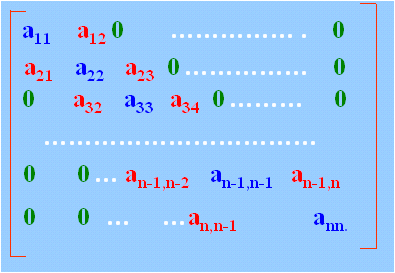 a11 a12 0 ................ . 0
a21 a22 a23 0 ................ 0
0 a32 a33 a34 0 ......... 0
....................................
0 0 ... an-1,n-2 an-1,n-1 an-1,n
0 0 ... ... an,n-1 ann.